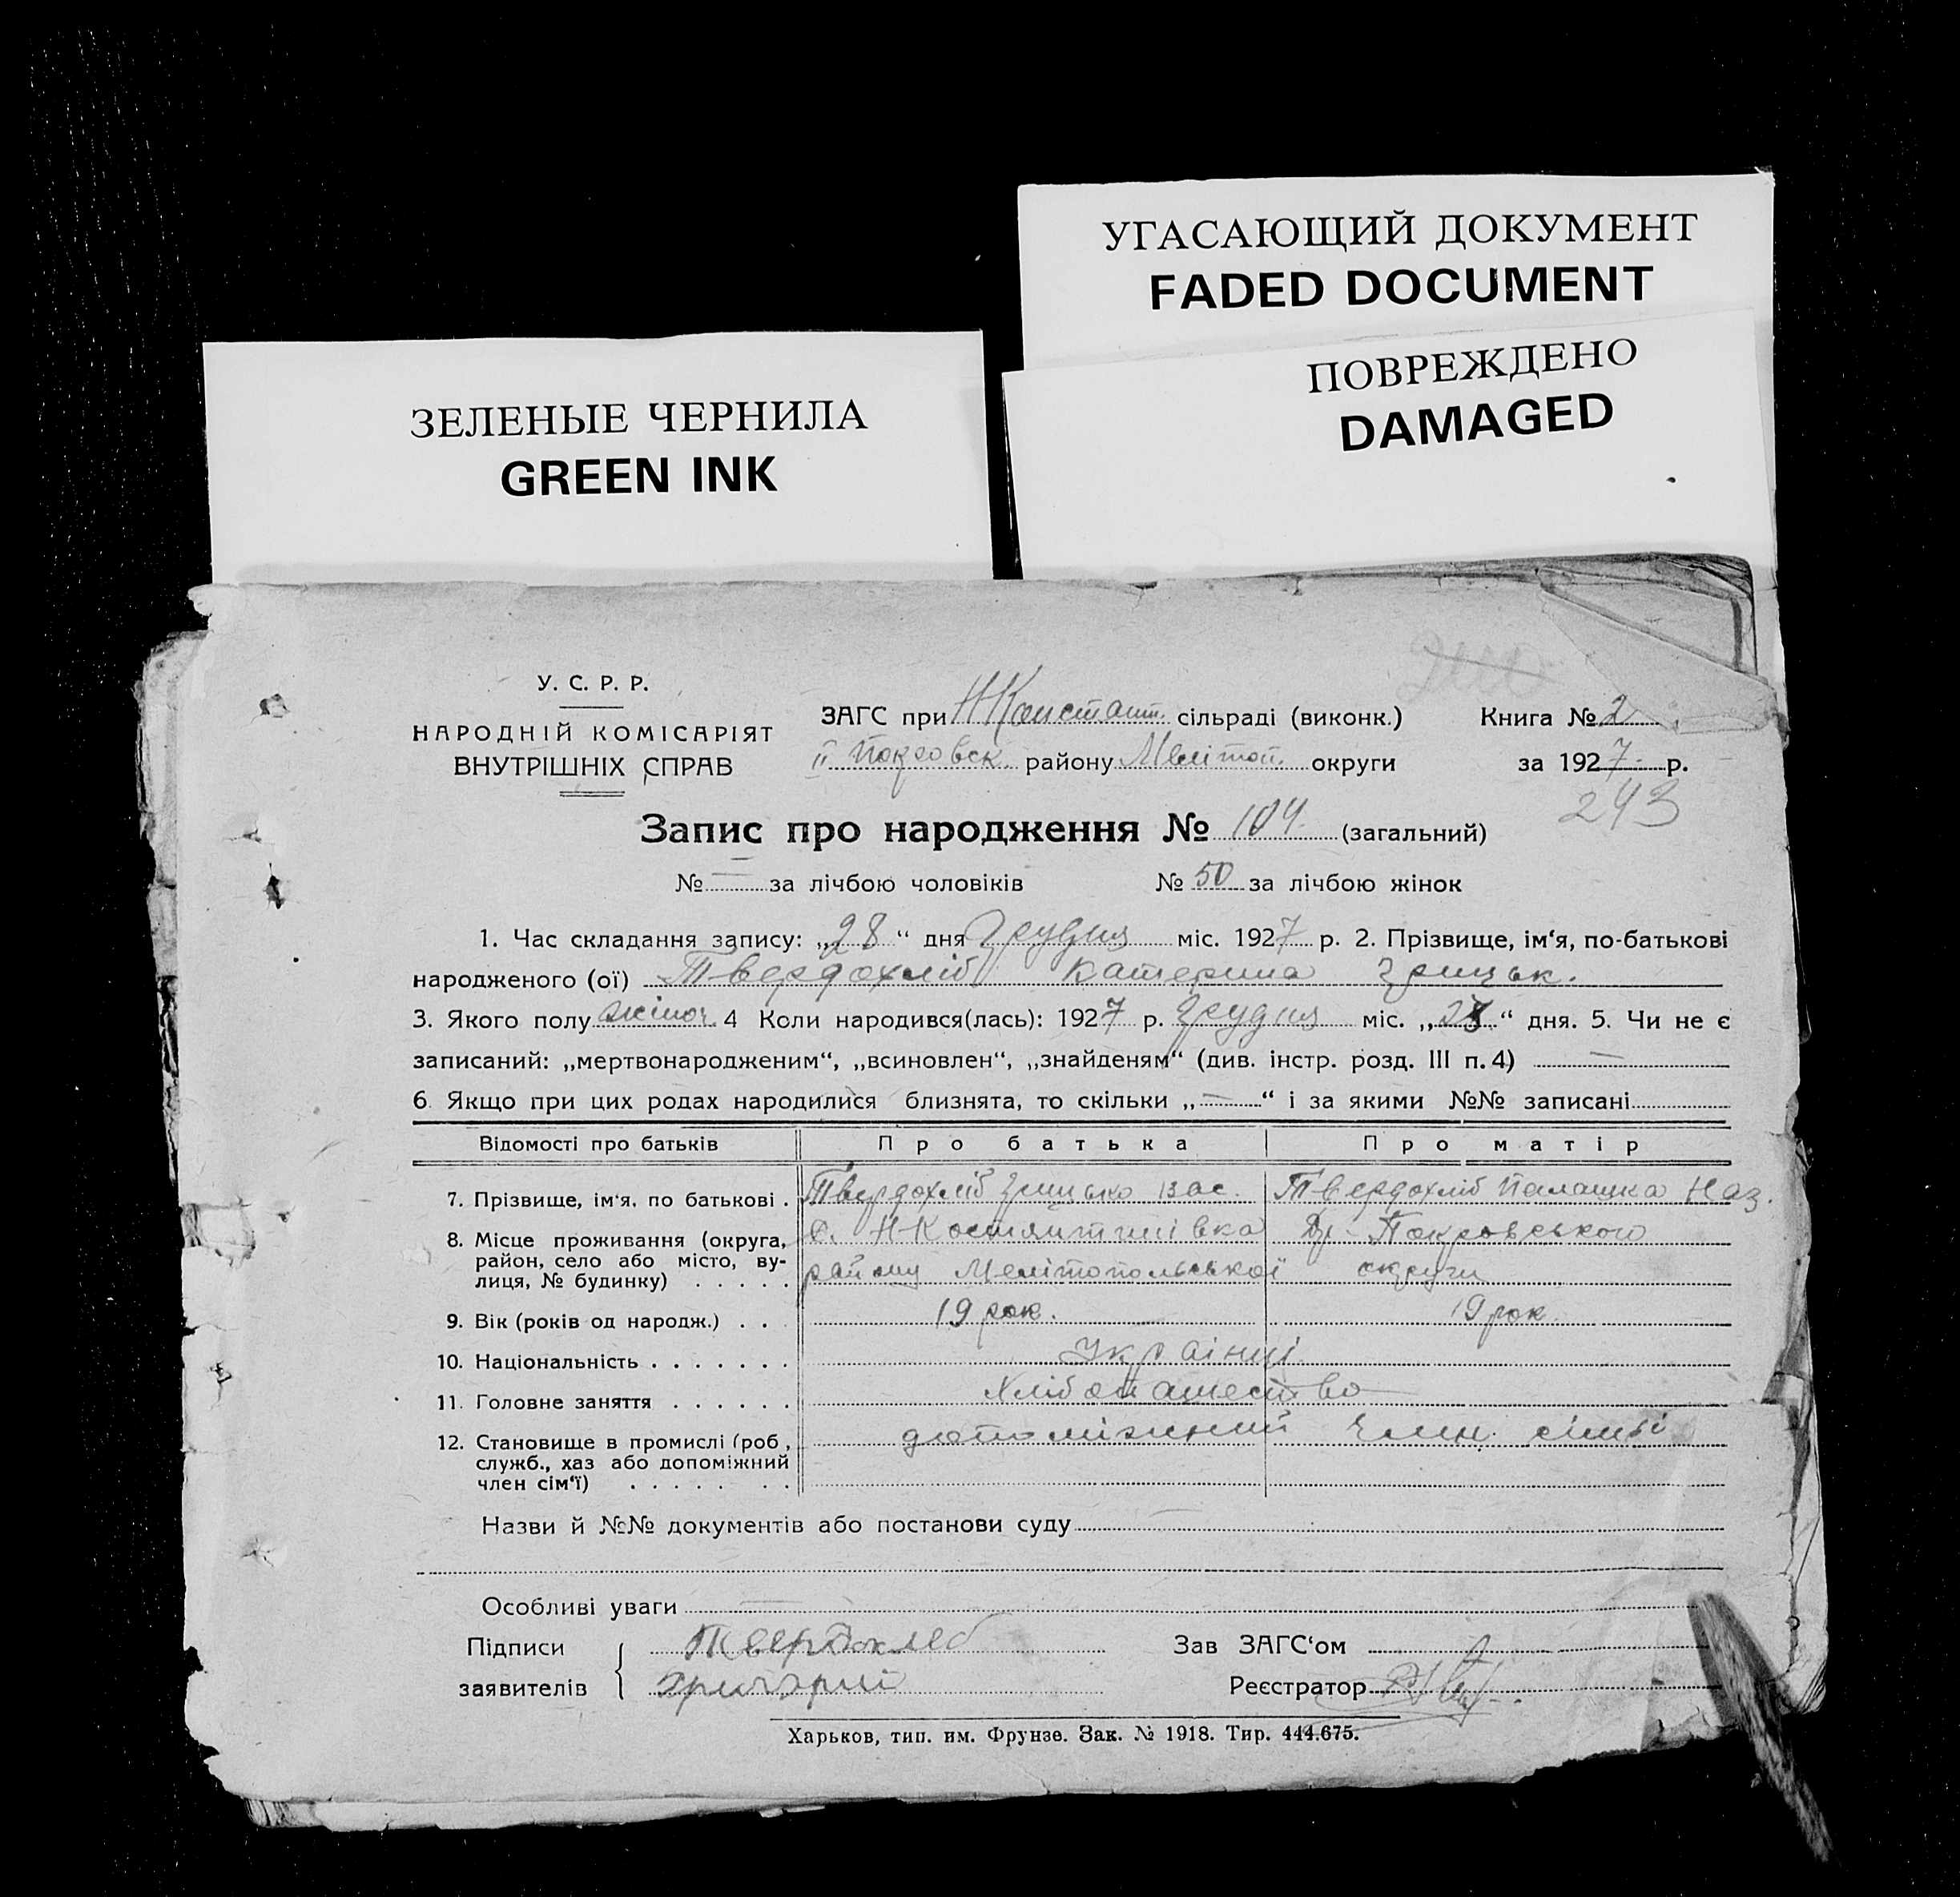 УГАСАЮЩИЙ ДОКУМЕНТ
FADED DOCUMENT
ПОВРЕЖДЕНО
DAMAGED
ЗЕЛЕНЫЕ ЧЕРНИЛА
GREEN INK
У. С. Р. Р.
НАРОДНІЙ КОМІСАРІЯТ
ВНУТРІШНІХ СПРАВ
ЗАГС при Н Констант. сільраді (виконк.) Книга № 2
ІІ Покровск. району Меліт оп. округи за 1927 р.
243
Запис про народження № 104 (загальний)
№ — за лічбою чоловіків № 50 за лічбою жінок
1. Час складання запису: „28“ дня Грудня міс. 1927 р. 2. Прізвище, ім‘я, по-батькові
народженого (ої) Твердохліб Катерина Грицьк.
3. Якого полу жіноч. 4 Коли народився(лась): 1927 р. Грудня міс. „28“ дня. 5. Чи не є
записаний: „мертвонародженим“, „всиновлен“, „знайденям“ (див. інстр. розд. III п. 4) —
6. Якщо при цих родах народилися близнята, то скільки „—“ і за якими №№ записані
Відомості про батьків Про батька Про матір
7. Прізвище, ім‘я, по батькові . Твердохліб Грицько Вас. Твердохліб Палашка Наз.
8. Місце проживання (округа, с. Н-Костянтинівка Покровського
район, село або місто, ву-
лиця, № будинку) . . . . . району Мелітопольської округи
9. Вік (років од народж.) . . . 19 рок. 19 рок.
10. Національність . . . . . . . Українці
11. Головне заняття . . . . . . Хлібопашество
12. Становище в промислі (роб., допоміжний член сімьі
служб., хаз або допоміжний
член сім‘ї) . . . . . . .
Назви й №№ документів або постанови суду
Особливі уваги —
Підписи Твердохлеб Зав ЗАГС‘ом
заявителів Григорий Реєстратор
Харьков, тип. им. Фрунзе. Зак. № 1918. Тир. 444.675.